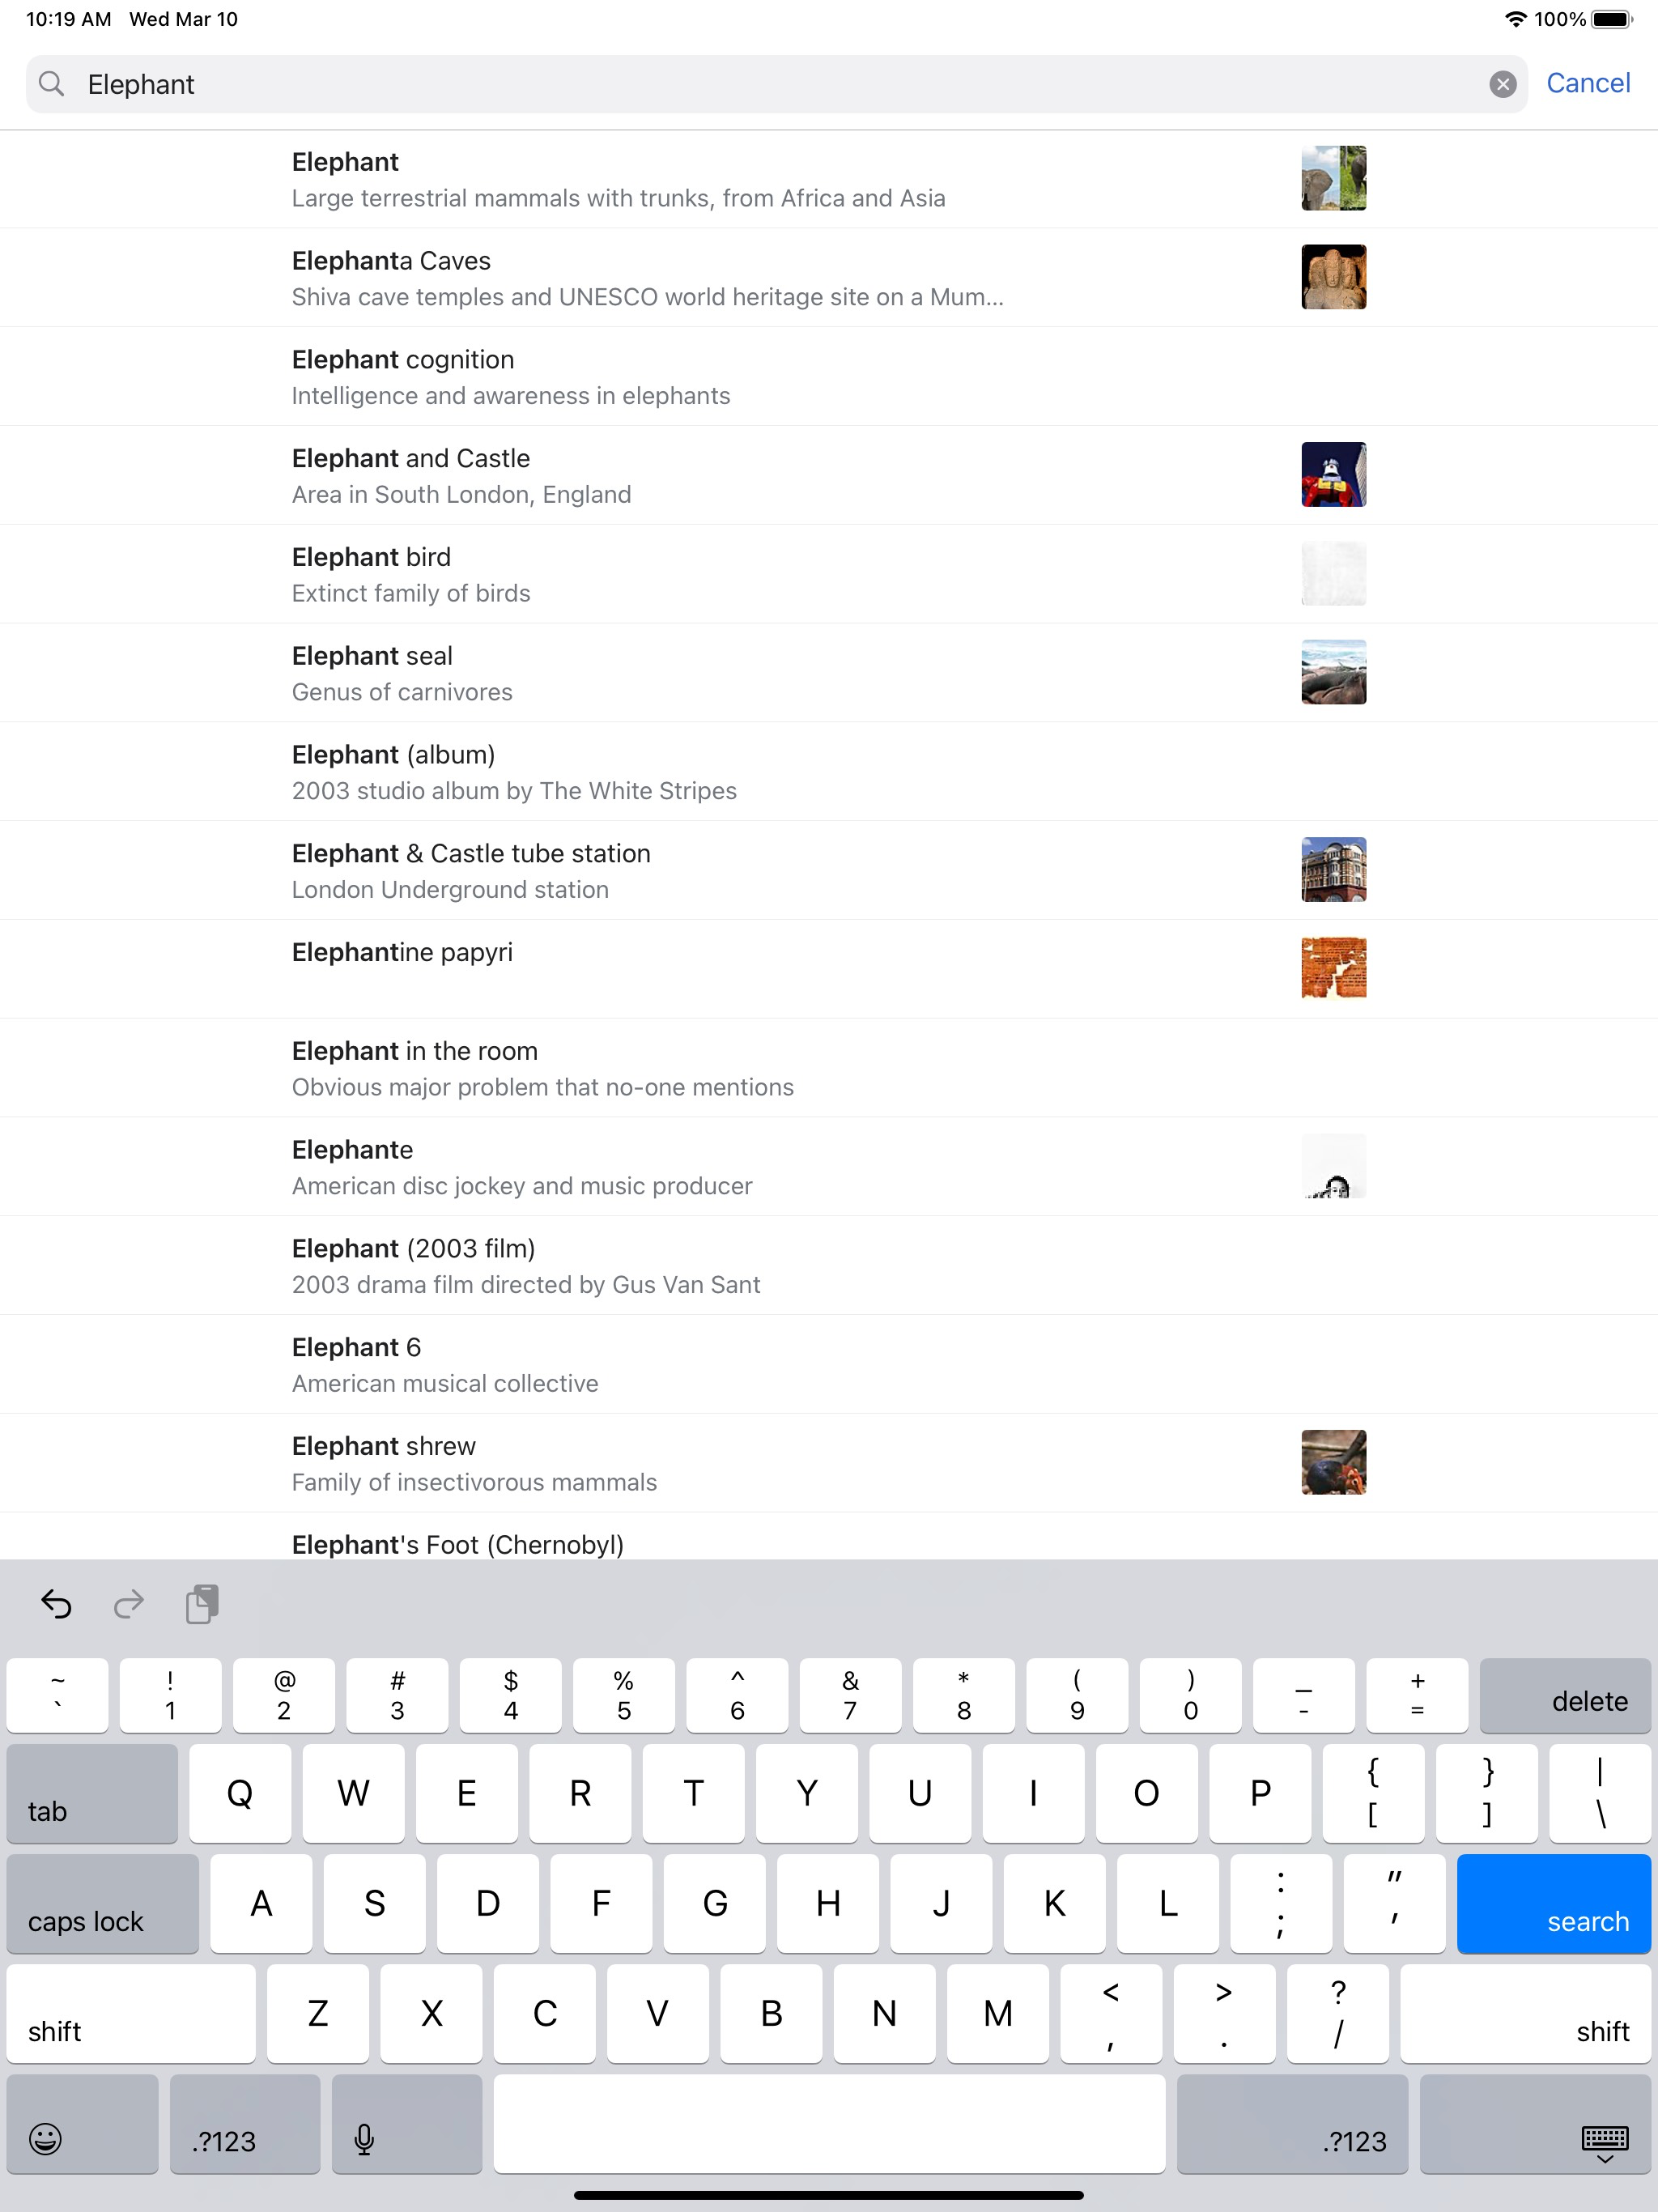 10:19 AM Wed Mar 10 100%
Elephant Cancel
Elephant
Large terrestrial mammals with trunks, from Africa and Asia
Elephanta Caves
Shiva cave temples and UNESCO world heritage site on a Mum...
Elephant cognition
Intelligence and awareness in elephants
Elephant and Castle
Area in South London, England
Elephant bird
Extinct family of birds
Elephant seal
Genus of carnivores
Elephant (album)
2003 studio album by The White Stripes
Elephant & Castle tube station
London Underground station
Elephantine papyri
Elephant in the room
Obvious major problem that no-one mentions
Elephante
American disc jockey and music producer
Elephant (2003 film)
2003 drama film directed by Gus Van Sant
Elephant 6
American musical collective
Elephant shrew
Family of insectivorous mammals
Elephant's Foot (Chernobyl)
~ ! @ # $ % ^ & * ( ) _ +
` 1 2 3 4 5 6 7 8 9 0 - = delete
tab Q W E R T Y U I O P { [ } ] | \
caps lock A S D F G H J K L : ; " ' search
shift Z X C V B N M < , > . ? / shift
.?123 .?123